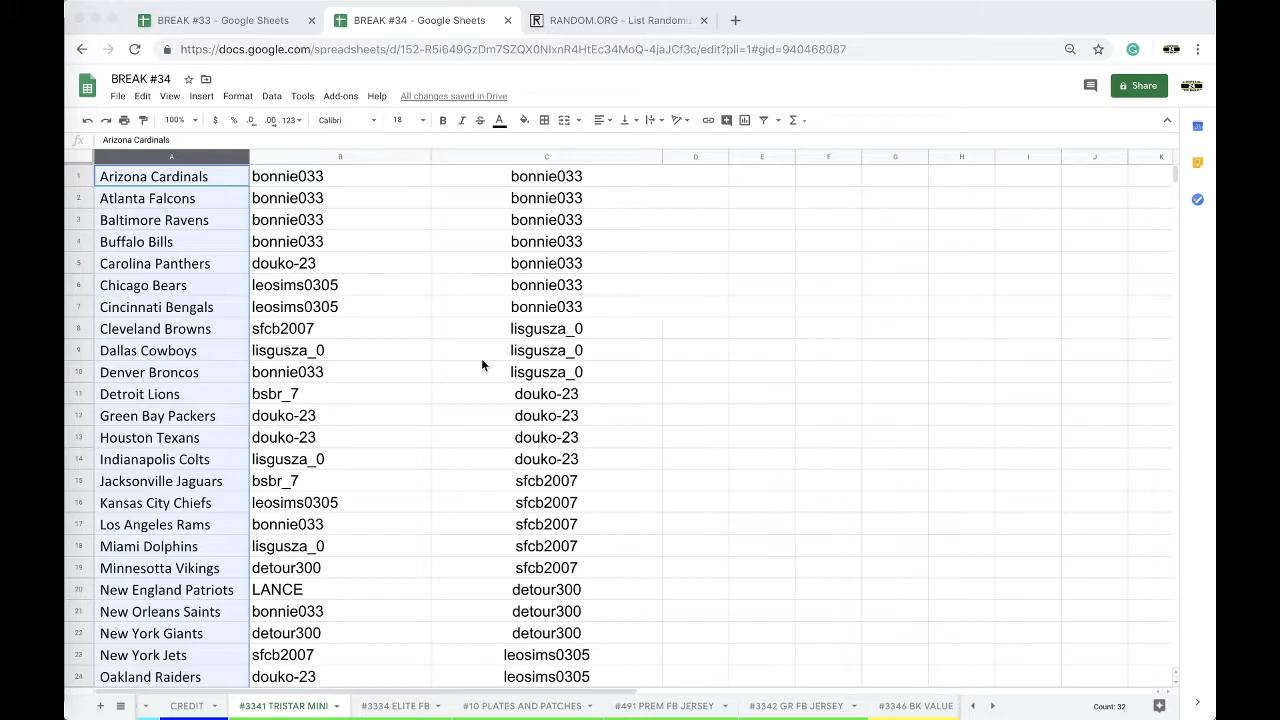 BREAK #33 - Google Sheets
BREAK #34 - Google Sheets
RANDOM.ORG - List Randomiz
https://docs.google.com/spreadsheets/d/152-R5i649GzDm7SZQX0NIxnR4HtEc34MoQ-4jaJCf3c/edit?pli=1#gid=940468087
BREAK #34
File Edit View Insert Format Data Tools Add-ons Help All changes saved in Drive
Share
100% $ % .0 .00 123 Calibri 18 B I S A
fx Arizona Cardinals
A B C D E F G H I J K
1 Arizona Cardinals bonnie033 bonnie033
2 Atlanta Falcons bonnie033 bonnie033
3 Baltimore Ravens bonnie033 bonnie033
4 Buffalo Bills bonnie033 bonnie033
5 Carolina Panthers douko-23 bonnie033
6 Chicago Bears leosims0305 bonnie033
7 Cincinnati Bengals leosims0305 bonnie033
8 Cleveland Browns sfcb2007 lisgusza_0
9 Dallas Cowboys lisgusza_0 lisgusza_0
10 Denver Broncos bonnie033 lisgusza_0
11 Detroit Lions bsbr_7 douko-23
12 Green Bay Packers douko-23 douko-23
13 Houston Texans douko-23 douko-23
14 Indianapolis Colts lisgusza_0 douko-23
15 Jacksonville Jaguars bsbr_7 sfcb2007
16 Kansas City Chiefs leosims0305 sfcb2007
17 Los Angeles Rams bonnie033 sfcb2007
18 Miami Dolphins lisgusza_0 sfcb2007
19 Minnesotta Vikings detour300 sfcb2007
20 New England Patriots LANCE detour300
21 New Orleans Saints bonnie033 detour300
22 New York Giants detour300 detour300
23 New York Jets sfcb2007 leosims0305
24 Oakland Raiders douko-23 leosims0305
CREDIT #3341 TRISTAR MINI #3334 ELITE FB #10 PLATES AND PATCHES #491 PREM FB JERSEY #3342 GR FB JERSEY #3346 BK VALUE Count: 32